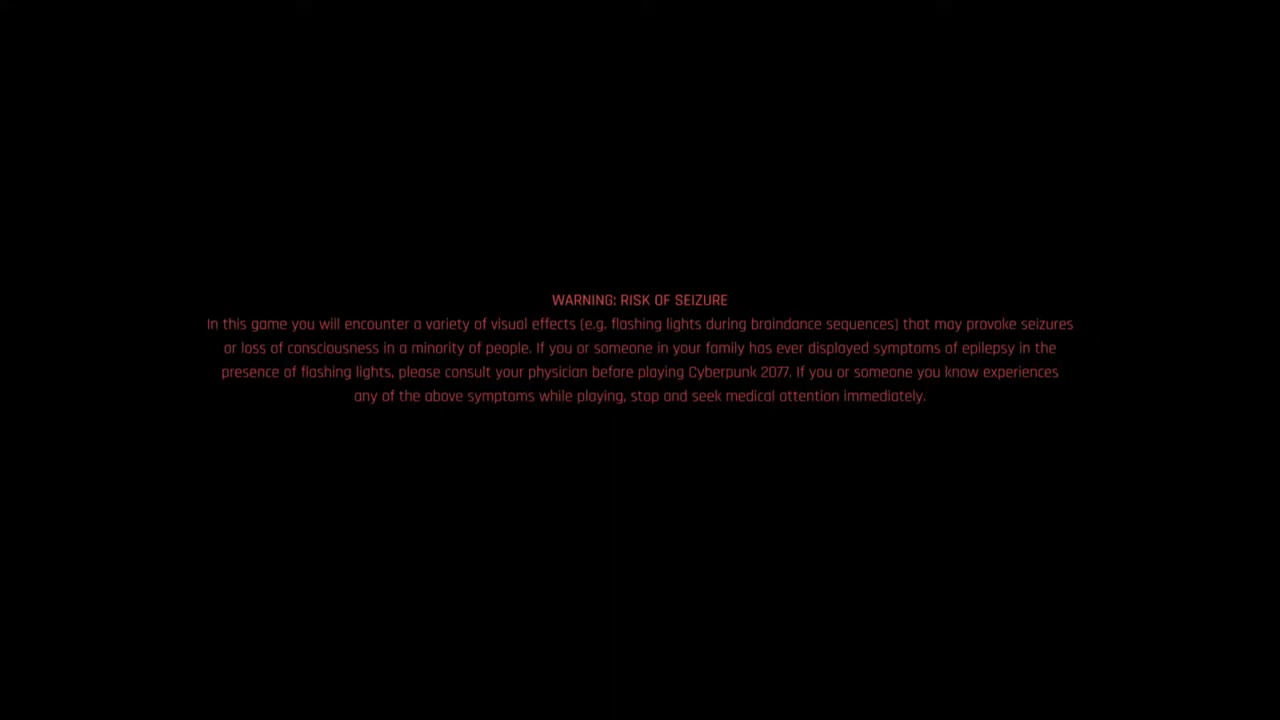 WARNING: RISK OF SEIZURE
In this game you will encounter a variety of visual effects (e.g. flashing lights during braindance sequences) that may provoke seizures
or loss of consciousness in a minority of people. If you or someone in your family has ever displayed symptoms of epilepsy in the
presence of flashing lights, please consult your physician before playing Cyberpunk 2077. If you or someone you know experiences
any of the above symptoms while playing, stop and seek medical attention immediately.